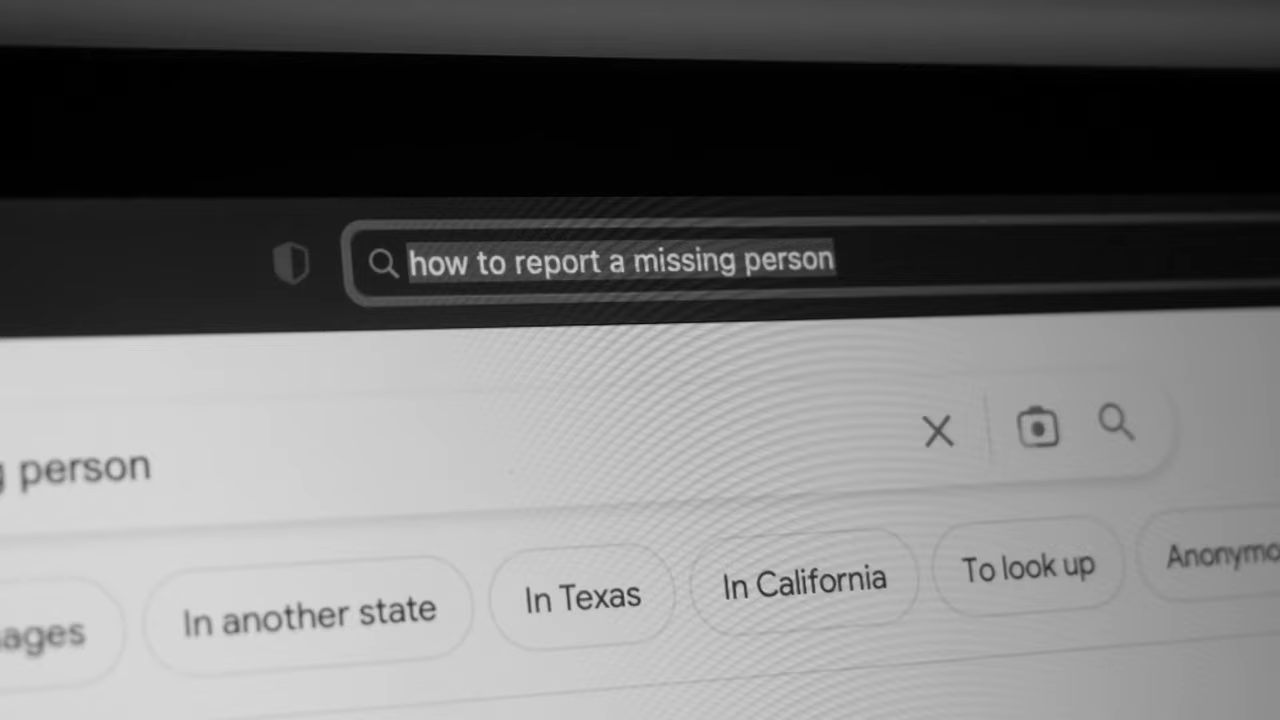 how to report a missing person
person
In another state
In Texas
In California
To look up